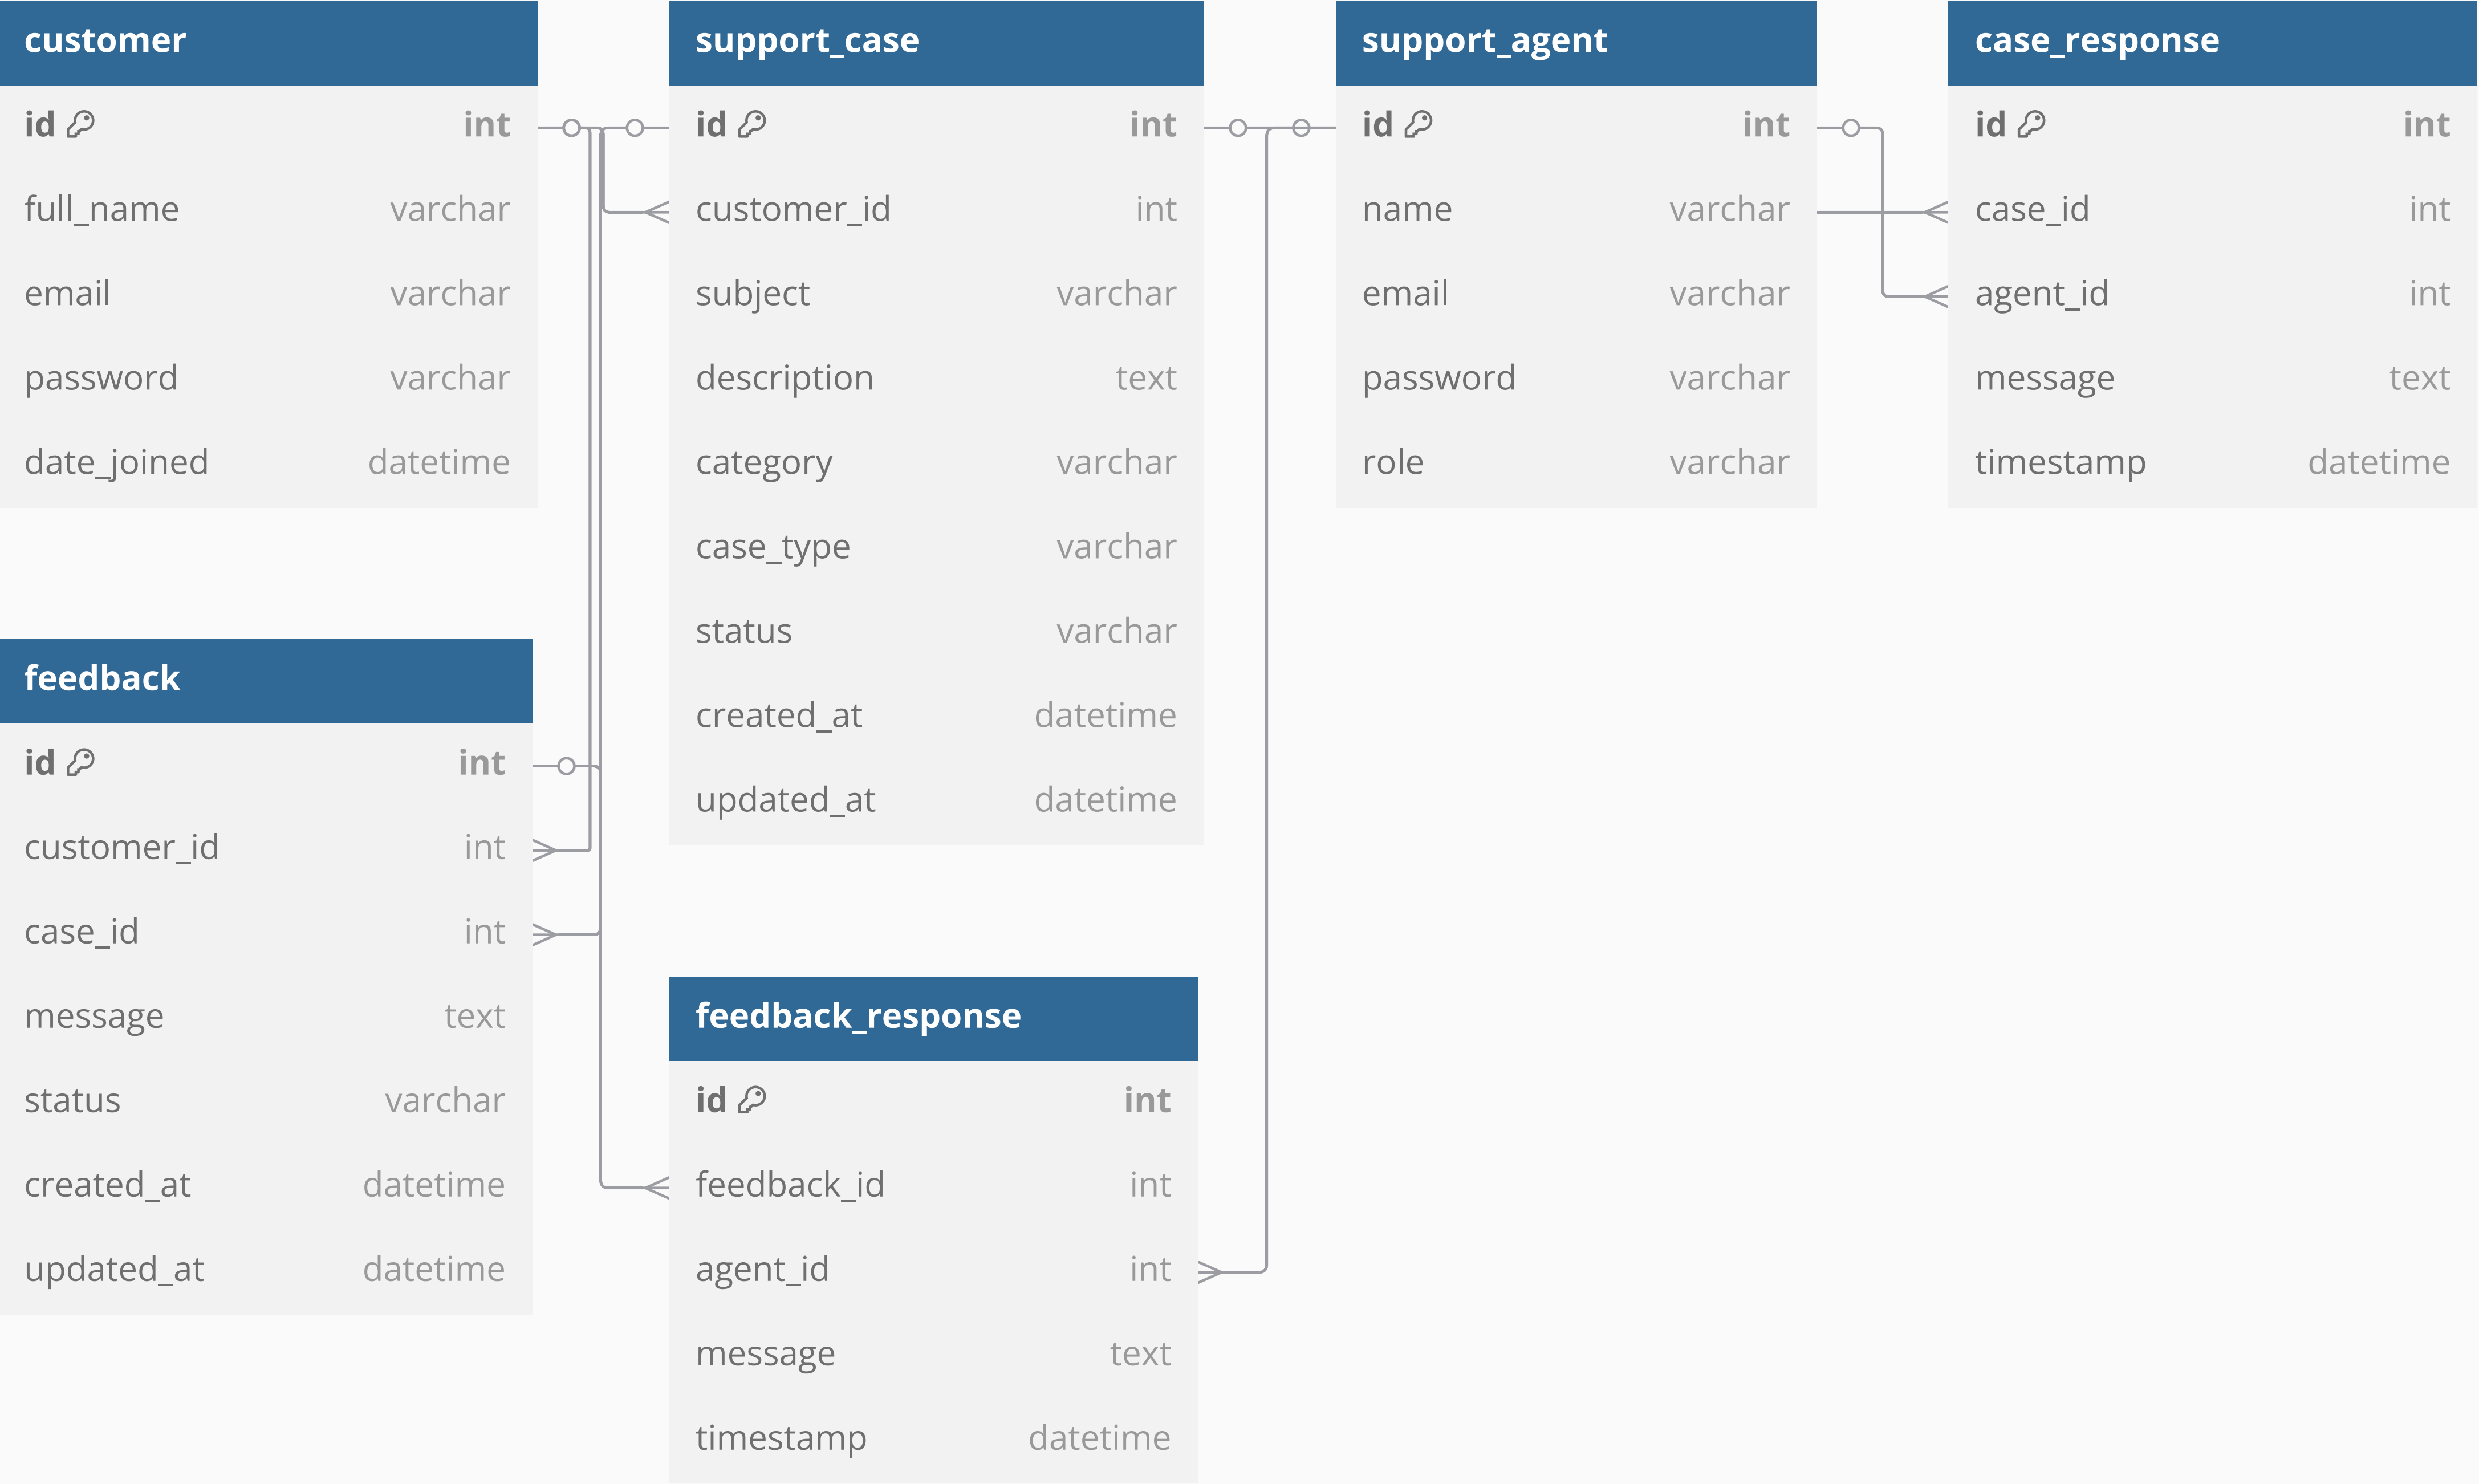 customer
id int
full_name varchar
email varchar
password varchar
date_joined datetime
support_case
id int
customer_id int
subject varchar
description text
category varchar
case_type varchar
status varchar
created_at datetime
updated_at datetime
support_agent
id int
name varchar
email varchar
password varchar
role varchar
case_response
id int
case_id int
agent_id int
message text
timestamp datetime
feedback
id int
customer_id int
case_id int
message text
status varchar
created_at datetime
updated_at datetime
feedback_response
id int
feedback_id int
agent_id int
message text
timestamp datetime